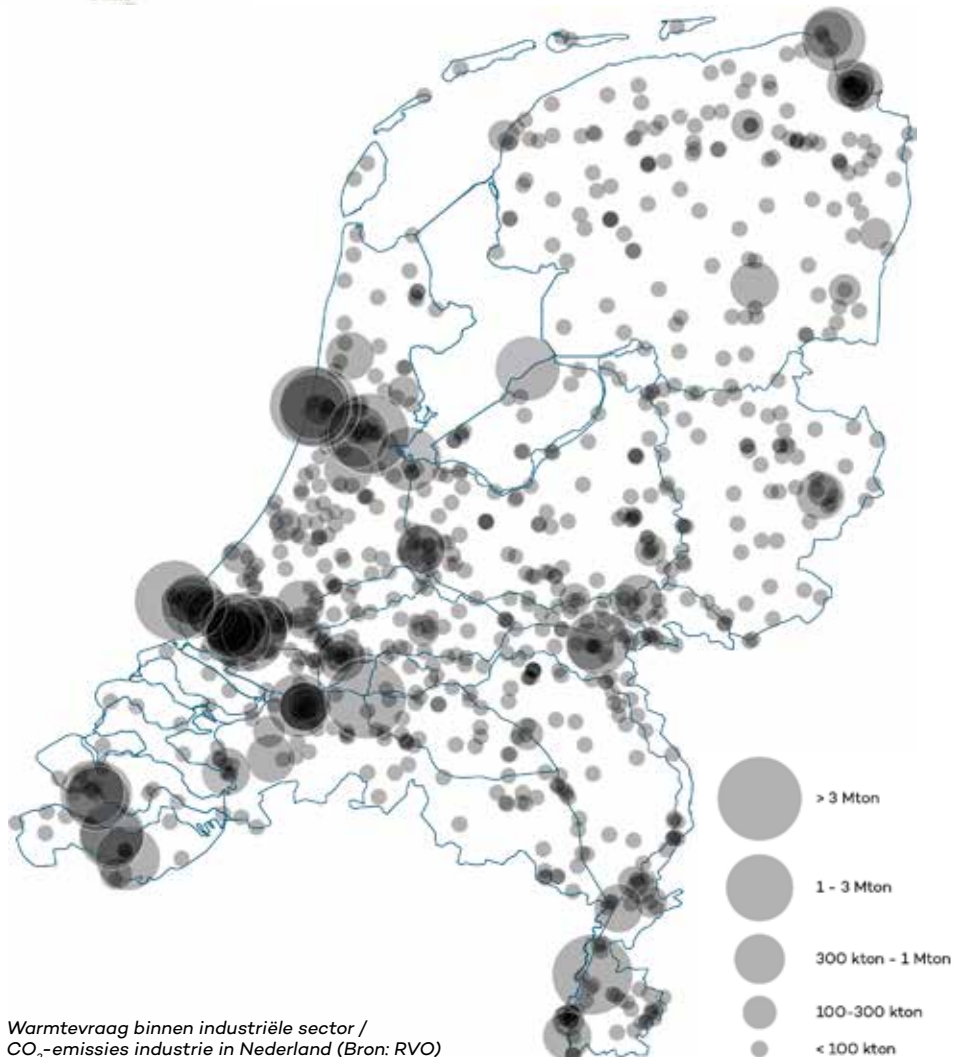 > 3 Mton
1 - 3 Mton
300 kton - 1 Mton
100-300 kton
< 100 kton
Warmtevraag binnen industriële sector /
CO₂-emissies industrie in Nederland (Bron: RVO)